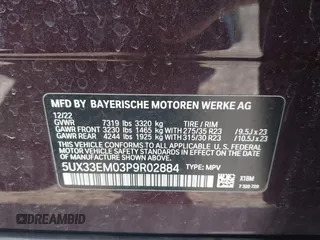 MFD BY BAYERISCHE MOTOREN WERKE AG
12/22
GVWR 7319 lbs 3320 kg TIRE / RIM
GAWR FRONT 3230 lbs 1465 kg 275/35 R23 /9.5J x 23
GAWR REAR 4244 lbs 1925 kg 315/30 R23 /10.5J x 23
THIS VEHICLE CONFORMS TO ALL APPLICABLE
U.S. FEDERAL MOTOR VEHICLE SAFETY STANDARDS
IN EFFECT ON THE DATE OF MANUFACTURE SHOWN ABOVE.
5UX33EM03P9R02884 TYPE: MPV
X1BM
DREAMBID